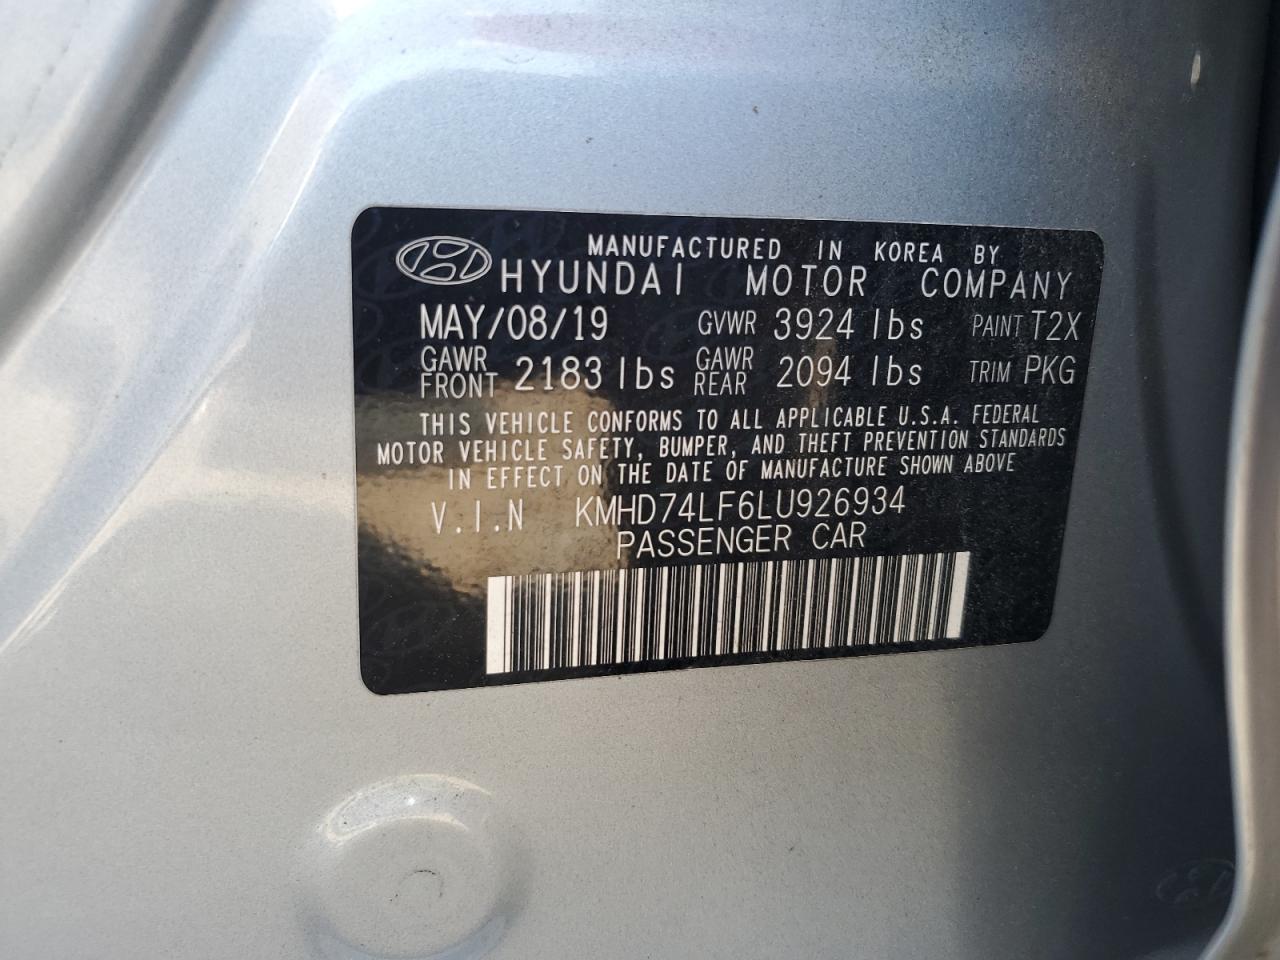 MANUFACTURED IN KOREA BY
HYUNDAI MOTOR COMPANY
MAY/08/19 GVWR 3924 lbs PAINT T2X
GAWR FRONT 2183 lbs GAWR REAR 2094 lbs TRIM PKG
THIS VEHICLE CONFORMS TO ALL APPLICABLE U.S.A. FEDERAL
MOTOR VEHICLE SAFETY, BUMPER, AND THEFT PREVENTION STANDARDS
IN EFFECT ON THE DATE OF MANUFACTURE SHOWN ABOVE
V.I.N KMHD74LF6LU926934
PASSENGER CAR